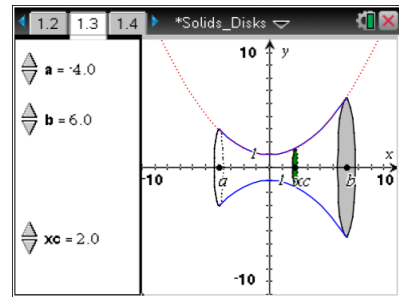 1.2 1.3 1.4 *Solids_Disks
a = -4.0
b = 6.0
xc = 2.0
10 y
1
x
-10 a 1 xc b 10
-10